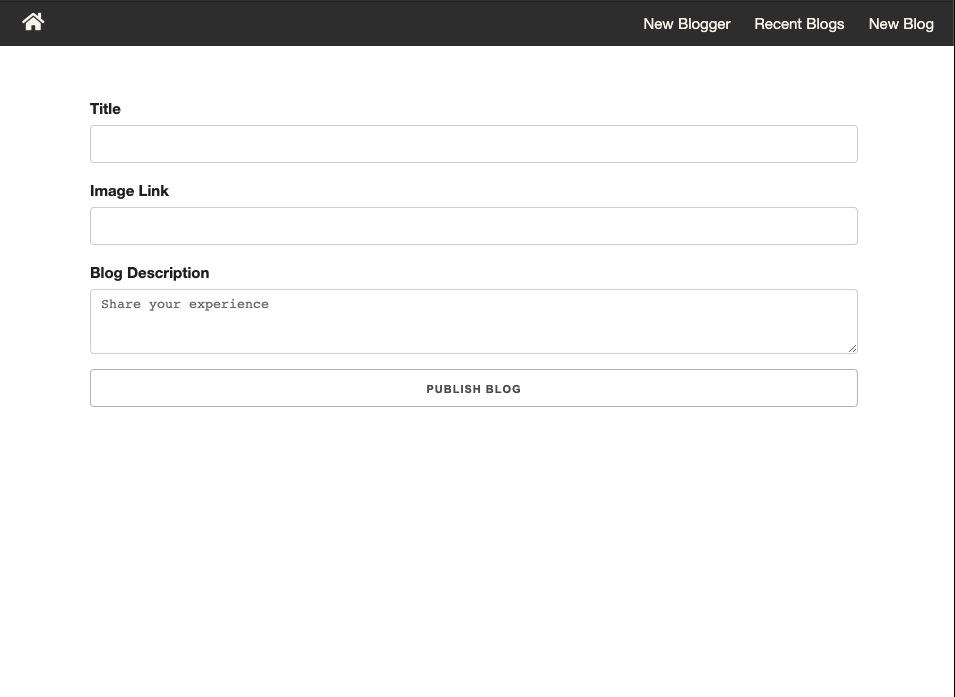 New Blogger Recent Blogs New Blog
Title
Image Link
Blog Description
Share your experience
PUBLISH BLOG